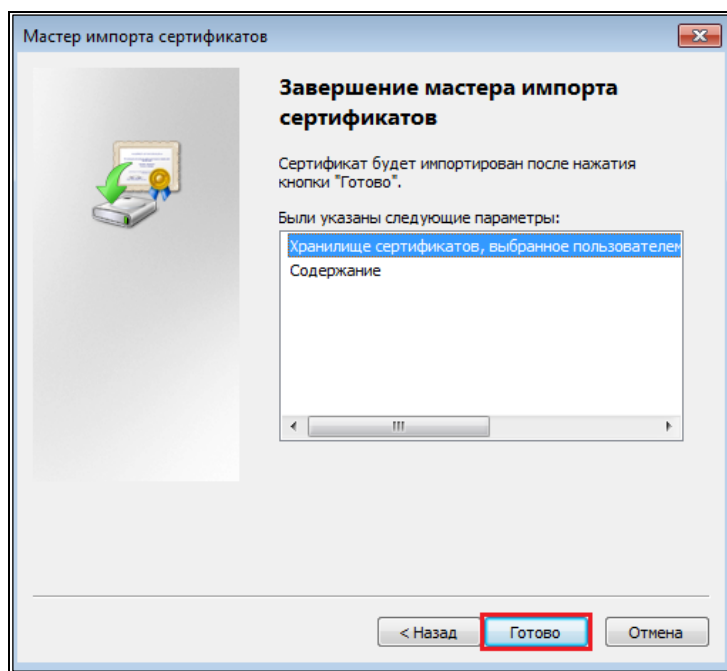 Мастер импорта сертификатов
Завершение мастера импорта
сертификатов
Сертификат будет импортирован после нажатия
кнопки "Готово".
Были указаны следующие параметры:
Хранилище сертификатов, выбранное пользователем
Содержание
< Назад
Готово
Отмена